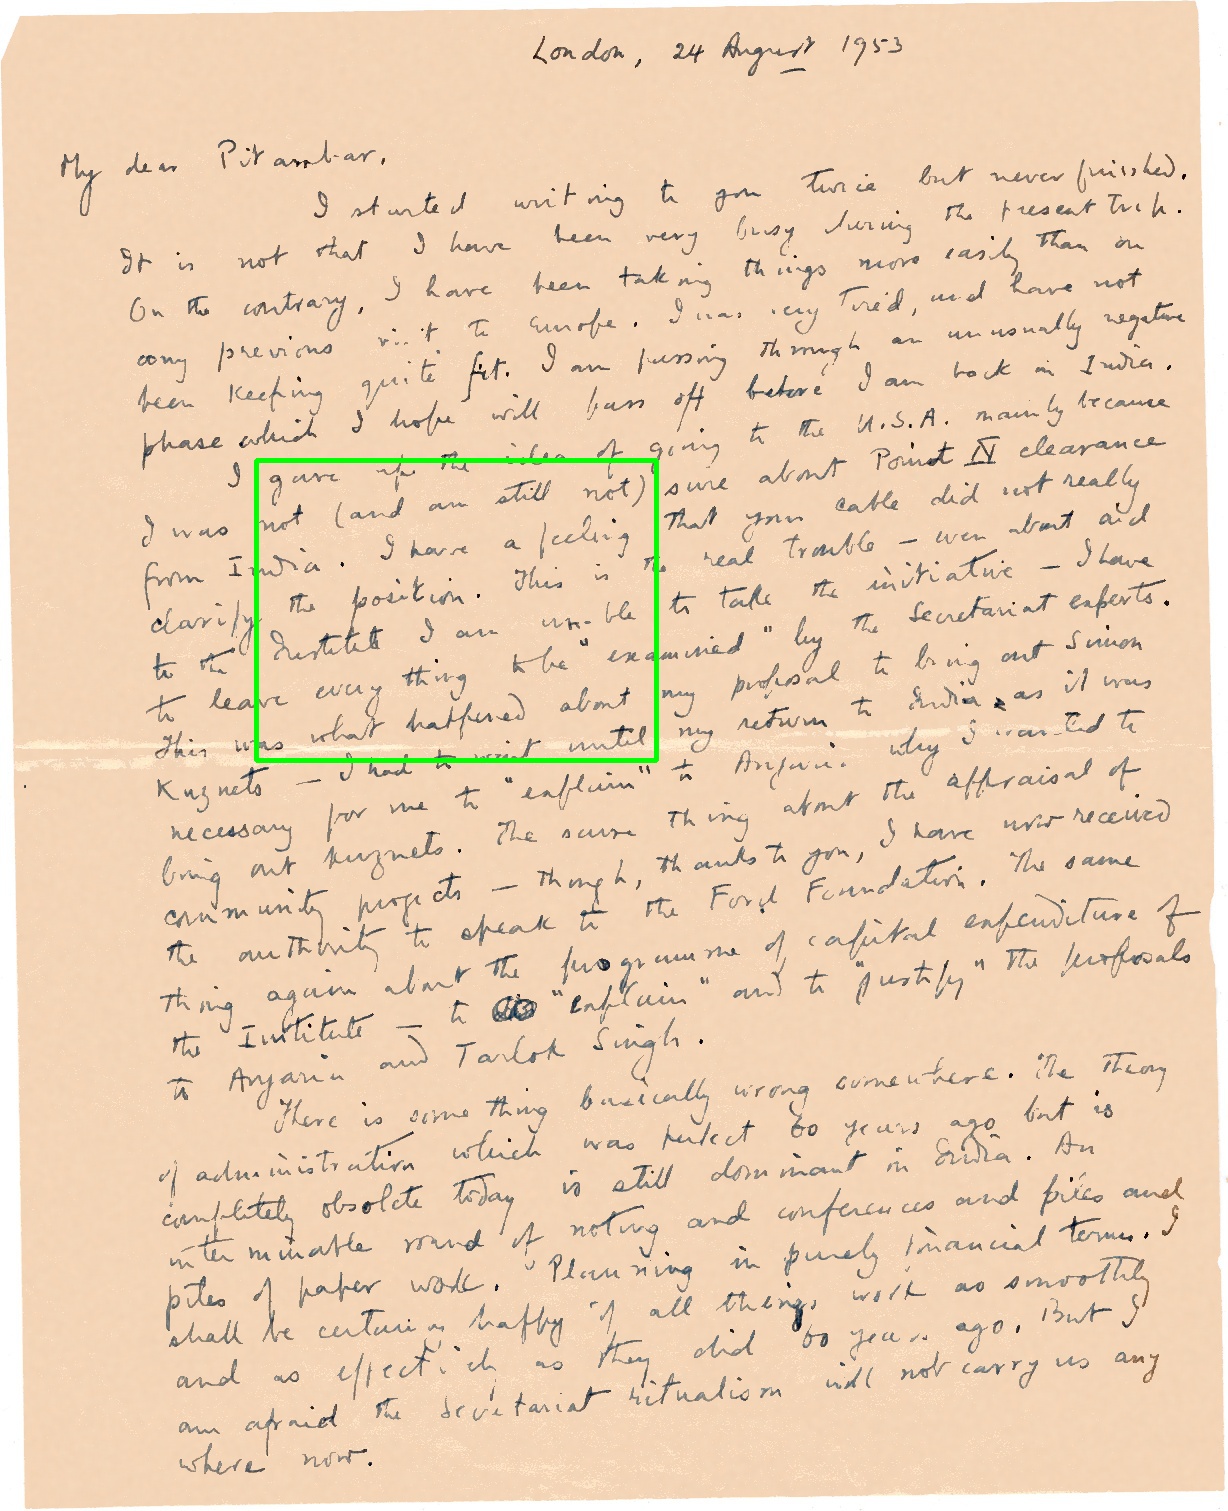 London, 24 August 1953
My dear Pitambar,
I started writing to you twice but never finished.
It is not that I have been very busy during the present trip.
On the contrary, I have been taking things more easily than on
any previous visit to Europe. I was very tired, and have not
been keeping quite fit. I am passing through an unusually negative
phase which I hope will pass off before I am back in India.
I gave up the idea of going to the U.S.A. mainly because
I was not (and am still not) sure about Point IV clearance
from India. I have a feeling that your cable did not really
clarify the position. This is the real trouble – even about aid
to the Institute I am unable to take the initiative – I have
to leave every thing to be "examined" by the Secretariat experts.
This was what happened about my proposal to bring out Simon
Kuznets – I had to wait until my return to India, as it was
necessary for me to "explain" to Anjaria why I wanted to
bring out Kuznets. The same thing about the appraisal of
community projects – though, thanks to you, I have now received
the authority to speak to the Ford Foundation. The same
thing again about the programme of capital expenditure of
the Institute – to "explain" and to "justify" the proposals
to Anjaria and Tarlok Singh.
There is some thing basically wrong somewhere. The theory
of administration which was perfect 60 years ago but is
completely obsolete today is still dominant in India. An
interminable round of noting and conferences and files and
piles of paper work. Planning in purely financial terms. I
shall be certainly happy if all things work as smoothly
and as effectively as they did 60 years ago. But I
am afraid the Secretariat ritualism will not carry us any
where now.